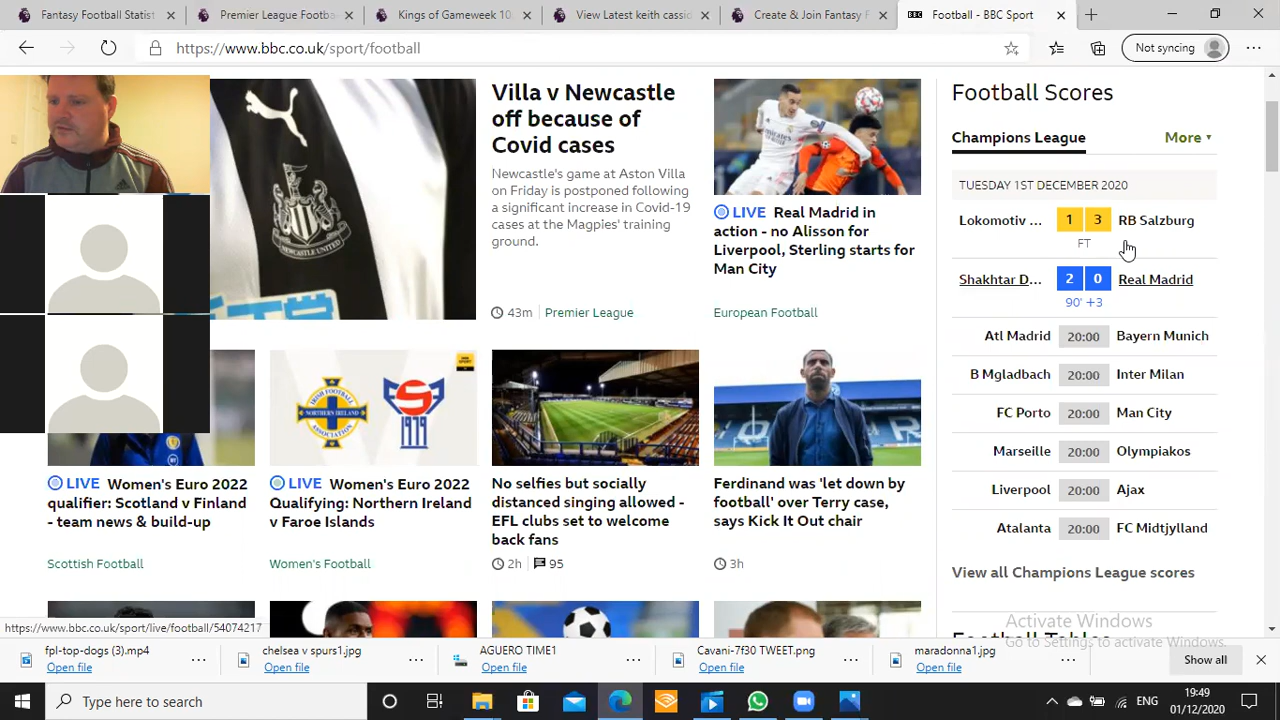 Fantasy Football Statist
Premier League Footba
Kings of Gameweek 10
View Latest keith cassid
Create & Join Fantasy F
Football - BBC Sport
https://www.bbc.co.uk/sport/football
Not syncing
Villa v Newcastle
off because of
Covid cases
Newcastle's game at Aston Villa
on Friday is postponed following
a significant increase in Covid-19
cases at the Magpies' training
ground.
43m Premier League
LIVE Real Madrid in
action - no Alisson for
Liverpool, Sterling starts for
Man City
European Football
LIVE Women's Euro 2022
qualifier: Scotland v Finland
- team news & build-up
Scottish Football
LIVE Women's Euro 2022
Qualifying: Northern Ireland
v Faroe Islands
Women's Football
No selfies but socially
distanced singing allowed -
EFL clubs set to welcome
back fans
2h 95
Ferdinand was 'let down by
football' over Terry case,
says Kick It Out chair
3h
Football Scores
Champions League More
TUESDAY 1ST DECEMBER 2020
Lokomotiv ... 1 3 RB Salzburg
FT
Shakhtar D... 2 0 Real Madrid
90' +3
Atl Madrid 20:00 Bayern Munich
B Mgladbach 20:00 Inter Milan
FC Porto 20:00 Man City
Marseille 20:00 Olympiakos
Liverpool 20:00 Ajax
Atalanta 20:00 FC Midtjylland
View all Champions League scores
Football Tables
Activate Windows
Go to Settings to activate Windows.
https://www.bbc.co.uk/sport/live/football/54074217
fpl-top-dogs (3).mp4
Open file
chelsea v spurs1.jpg
Open file
AGUERO TIME1
Open file
Cavani-7f30 TWEET.png
Open file
maradonna1.jpg
Open file
Show all
Type here to search
ENG
19:49
01/12/2020